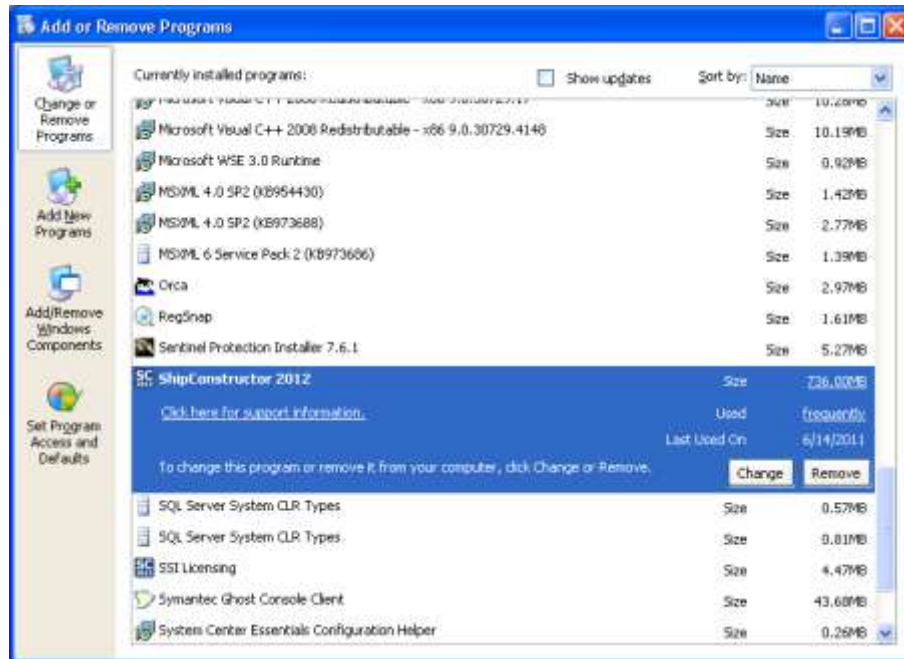 Add or Remove Programs
Change or
Remove
Programs
Add New
Programs
Add/Remove
Windows
Components
Set Program
Access and
Defaults
Currently installed programs:
Show updates
Sort by: Name
Size 10.28MB
Microsoft Visual C++ 2008 Redistributable - x86 9.0.30729.4148 Size 10.19MB
Microsoft WSE 3.0 Runtime Size 0.92MB
MSXML 4.0 SP2 (KB954430) Size 1.42MB
MSXML 4.0 SP2 (KB973688) Size 2.77MB
MSXML 6 Service Pack 2 (KB973686) Size 1.39MB
Orca Size 2.97MB
RegSnap Size 1.61MB
Sentinel Protection Installer 7.6.1 Size 5.27MB
SC ShipConstructor 2012 Size 736.00MB
Click here for support information. Used frequently
Last Used On 6/14/2011
To change this program or remove it from your computer, click Change or Remove. Change Remove
SQL Server System CLR Types Size 0.57MB
SQL Server System CLR Types Size 0.81MB
SSI Licensing Size 4.47MB
Symantec Ghost Console Client Size 43.68MB
System Center Essentials Configuration Helper Size 0.26MB